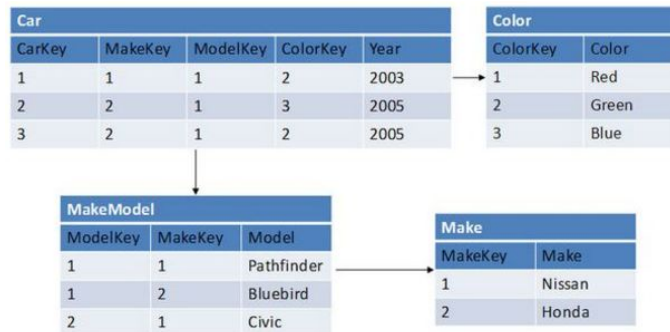 Car
CarKey MakeKey ModelKey ColorKey Year
1 1 1 2 2003
2 2 1 3 2005
3 2 1 2 2005
Color
ColorKey Color
1 Red
2 Green
3 Blue
MakeModel
ModelKey MakeKey Model
1 1 Pathfinder
1 2 Bluebird
2 1 Civic
Make
MakeKey Make
1 Nissan
2 Honda